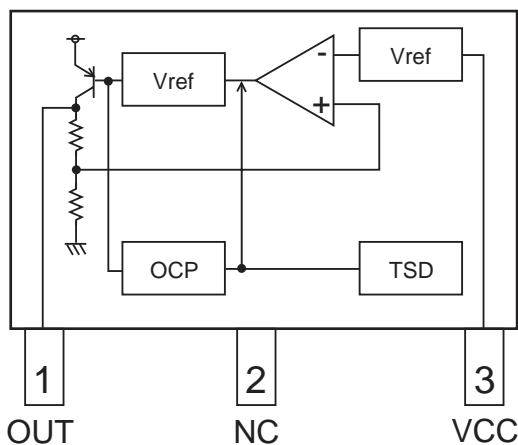 Vref
-
Vref
+
OCP
TSD
1
2
3
OUT
NC
VCC